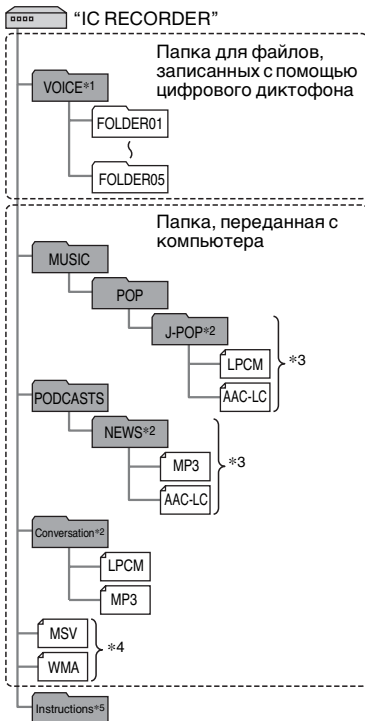 “IC RECORDER”
Папка для файлов,
записанных с помощью
цифрового диктофона
VOICE*1
FOLDER01
FOLDER05
Папка, переданная с
компьютера
MUSIC
POP
J-POP*2
LPCM
*3
AAC-LC
PODCASTS
NEWS*2
MP3
*3
AAC-LC
Conversation*2
LPCM
MP3
MSV
*4
WMA
Instructions*5